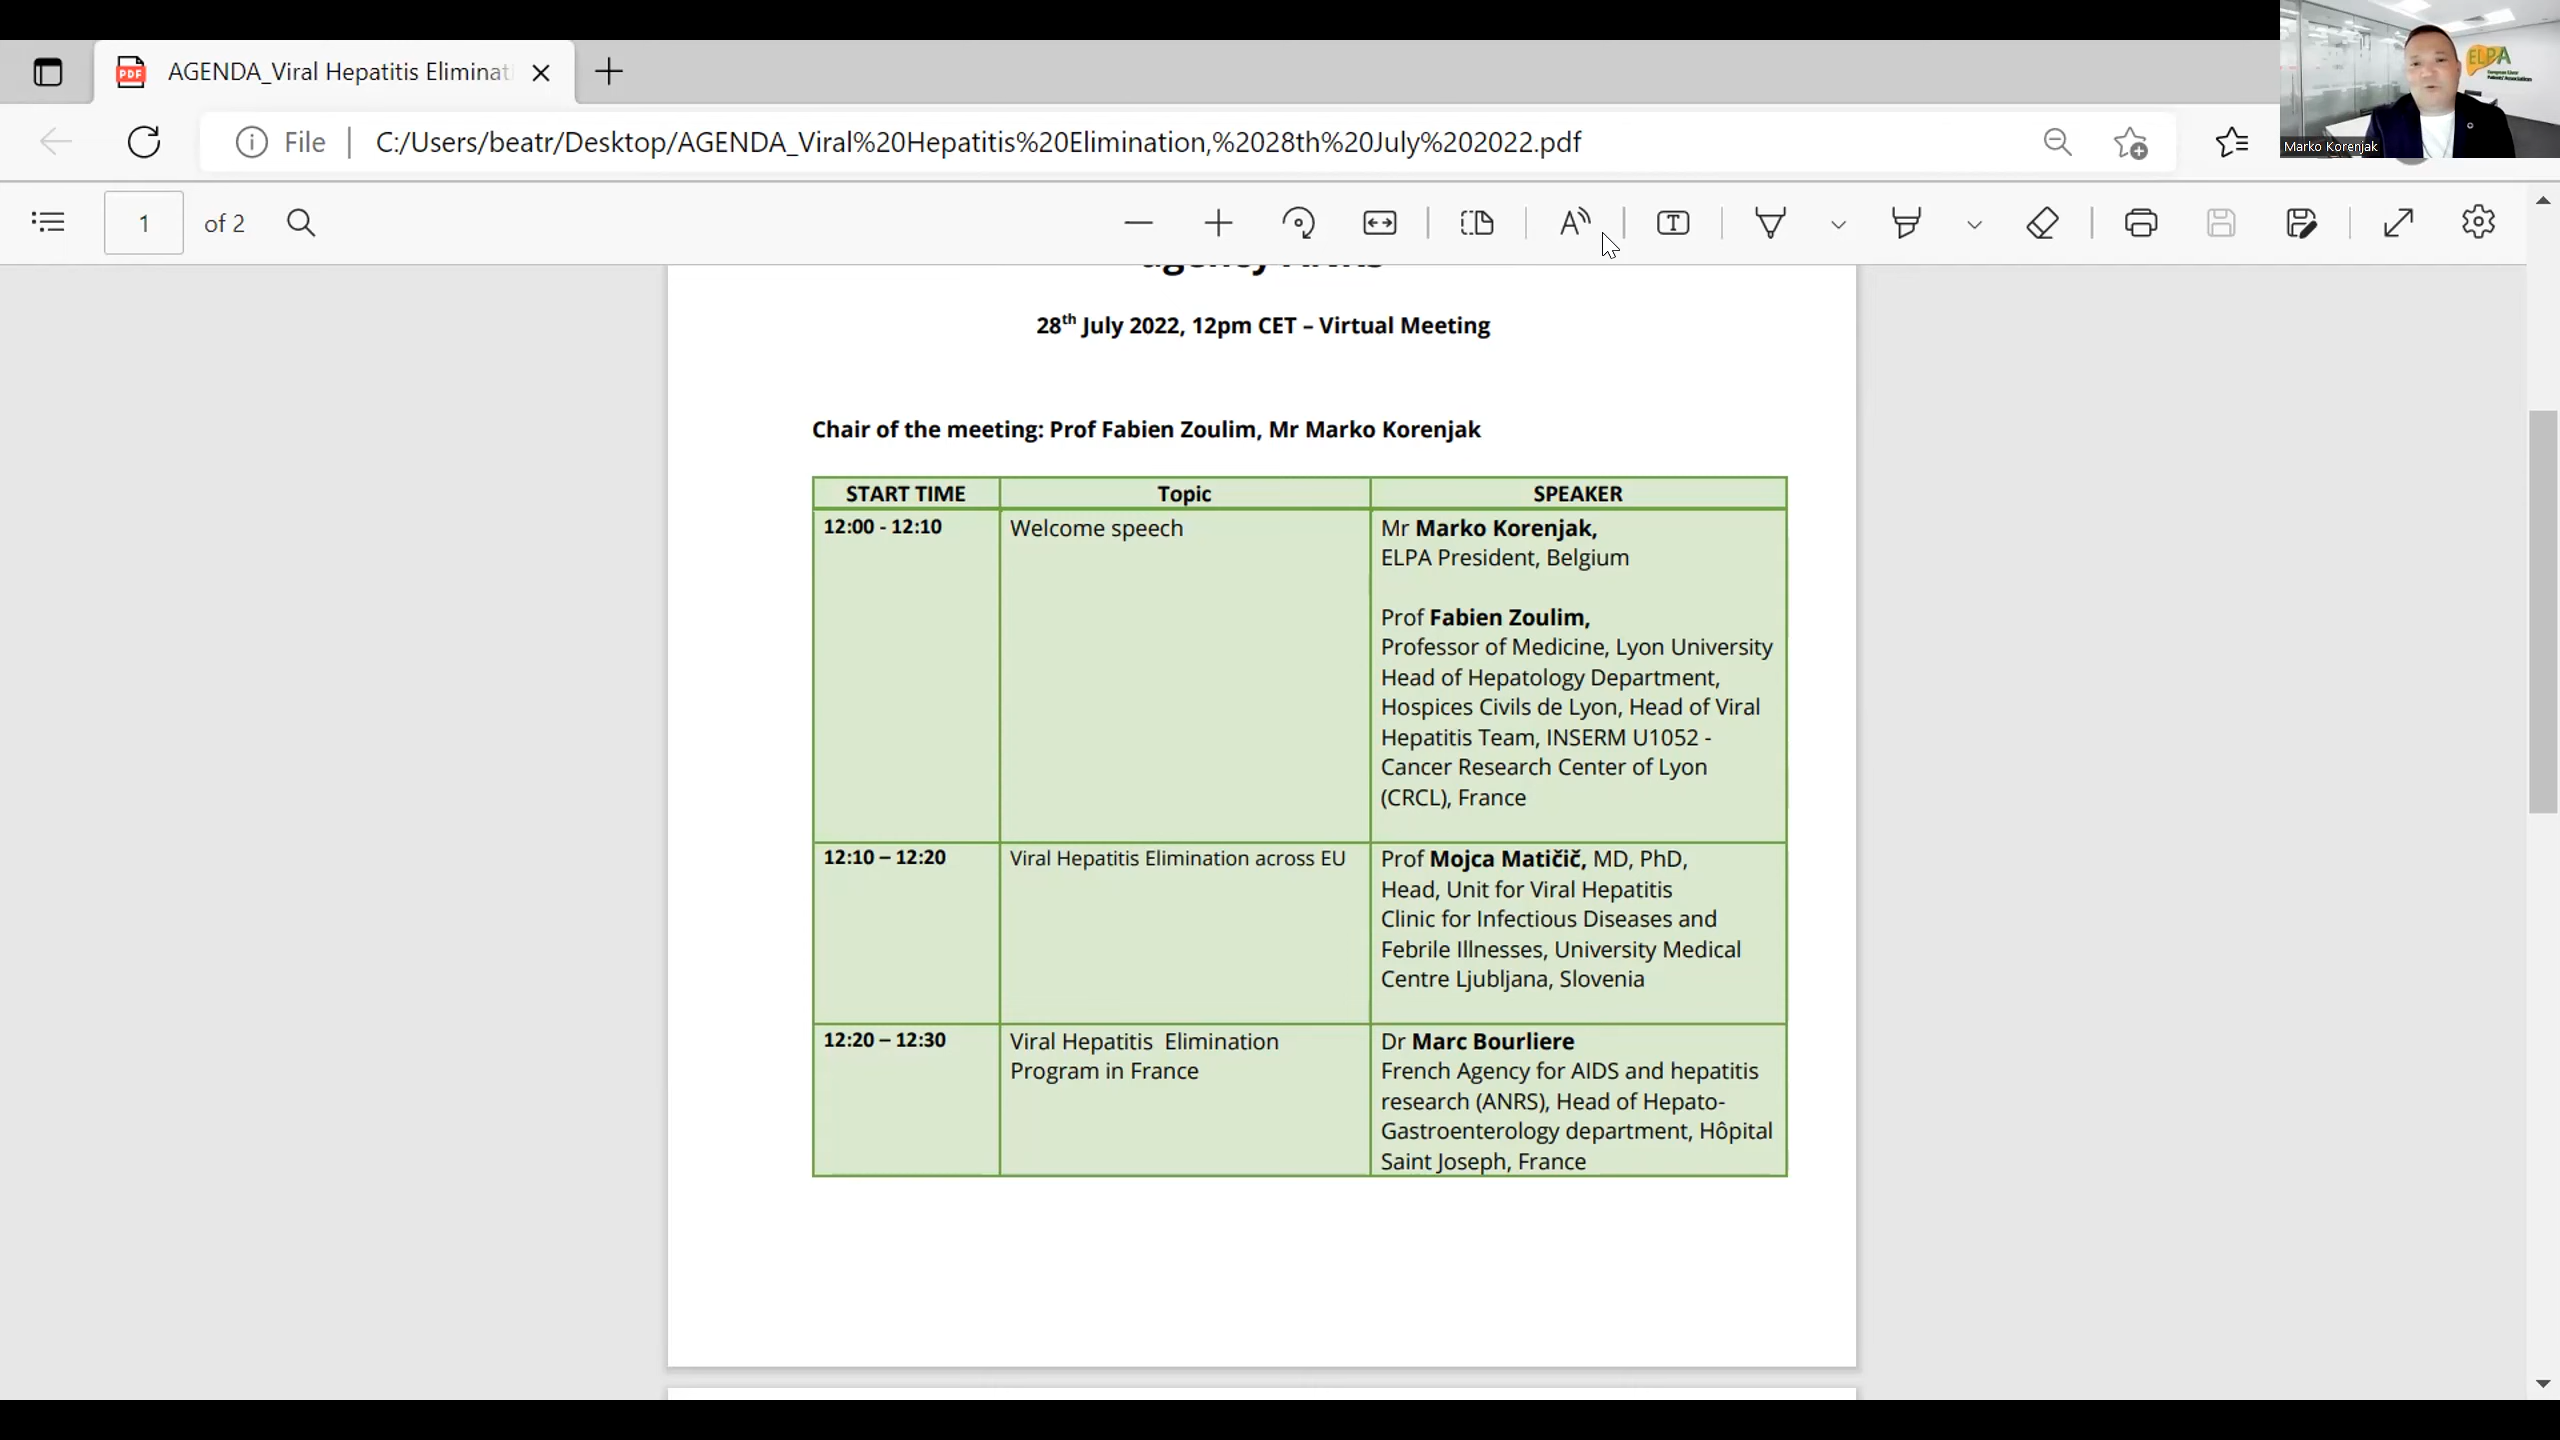 AGENDA_Viral Hepatitis Eliminat
File
C:/Users/beatr/Desktop/AGENDA_Viral%20Hepatitis%20Elimination,%2028th%20July%202022.pdf
ELPA
Marko Korenjak
1
of 2
28th July 2022, 12pm CET – Virtual Meeting
Chair of the meeting: Prof Fabien Zoulim, Mr Marko Korenjak
START TIME
Topic
SPEAKER
12:00 - 12:10
Welcome speech
Mr Marko Korenjak,
ELPA President, Belgium
Prof Fabien Zoulim,
Professor of Medicine, Lyon University
Head of Hepatology Department,
Hospices Civils de Lyon, Head of Viral
Hepatitis Team, INSERM U1052 -
Cancer Research Center of Lyon
(CRCL), France
12:10 – 12:20
Viral Hepatitis Elimination across EU
Prof Mojca Matičič, MD, PhD,
Head, Unit for Viral Hepatitis
Clinic for Infectious Diseases and
Febrile Illnesses, University Medical
Centre Ljubljana, Slovenia
12:20 – 12:30
Viral Hepatitis  Elimination
Program in France
Dr Marc Bourliere
French Agency for AIDS and hepatitis
research (ANRS), Head of Hepato-
Gastroenterology department, Hôpital
Saint Joseph, France